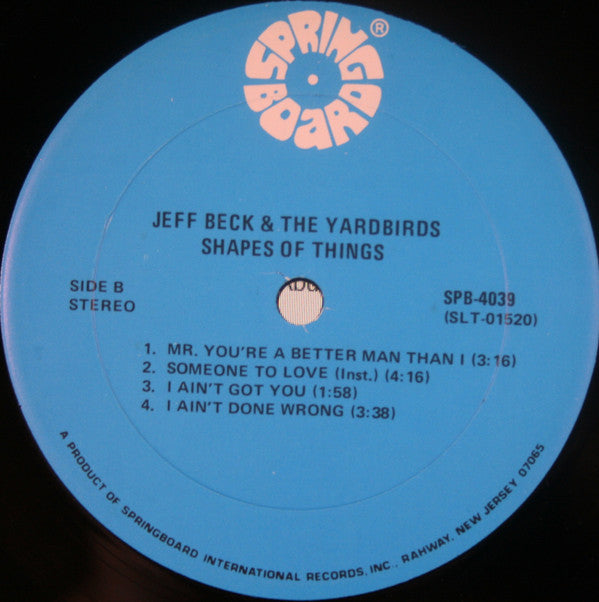 SPRING
BOARD®
JEFF BECK & THE YARDBIRDS
SHAPES OF THINGS
SIDE B
STEREO
SPB-4039
(SLT-01520)
1. MR. YOU'RE A BETTER MAN THAN I (3:16)
2. SOMEONE TO LOVE (Inst.) (4:16)
3. I AIN'T GOT YOU (1:58)
4. I AIN'T DONE WRONG (3:38)
A PRODUCT OF SPRINGBOARD INTERNATIONAL RECORDS, INC., RAHWAY, NEW JERSEY 07065